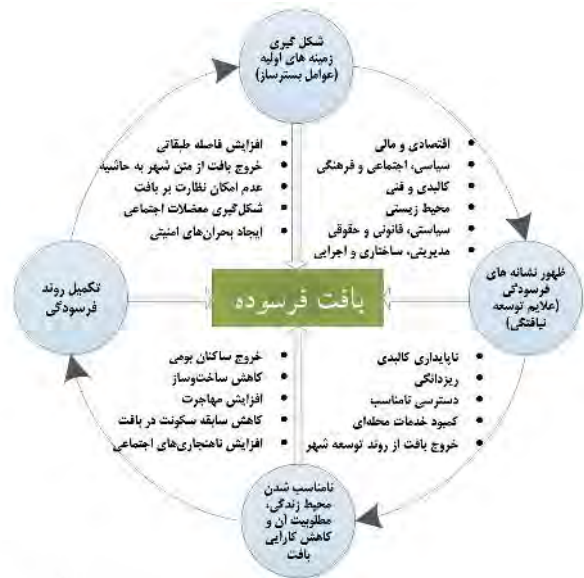 شکل گیری
زمینه های اولیه
(عوامل بسترساز)
اقتصادی و مالی
سیاسی، اجتماعی و فرهنگی
کالبدی و فنی
محیط زیستی
سیاستی، قانونی و حقوقی
مدیریتی، ساختاری و اجرایی
افزایش فاصله طبقاتی
خروج بافت از متن شهر به حاشیه
عدم امکان نظارت بر بافت
شکل‌گیری معضلات اجتماعی
ایجاد بحران‌های امنیتی
ظهور نشانه های
فرسودگی
(علایم توسعه
نیافتگی)
بافت فرسوده
تکمیل روند
فرسودگی
ناپایداری کالبدی
ریزدانگی
دسترسی نامناسب
کمبود خدمات محله‌ای
خروج بافت از روند توسعه شهر
خروج ساکنان بومی
کاهش ساخت‌وساز
افزایش مهاجرت
کاهش سابقه سکونت در بافت
افزایش ناهنجاری‌های اجتماعی
نامناسب شدن
محیط زندگی،
مطلوبیت آن و
کاهش کارآیی
بافت